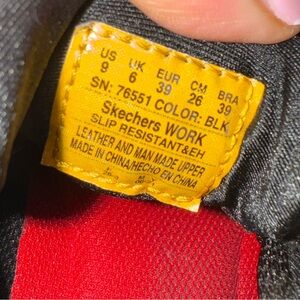 US UK EUR CM BRA
9 6 39 26 39
SN: 76551 COLOR: BLK
Skechers WORK
SLIP RESISTANT&EH
LEATHER AND MAN MADE UPPER
MADE IN CHINA/HECHO EN CHINA